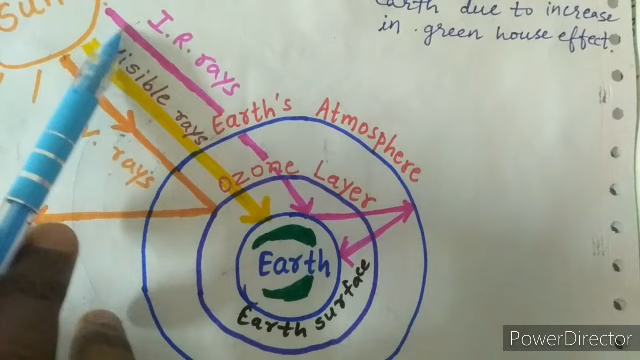 Sun
Earth due to increase
in green house effect.
I.R. rays
Visible rays
rays
Earth's Atmosphere
Ozone Layer
Earth
Earth surface
PowerDirector